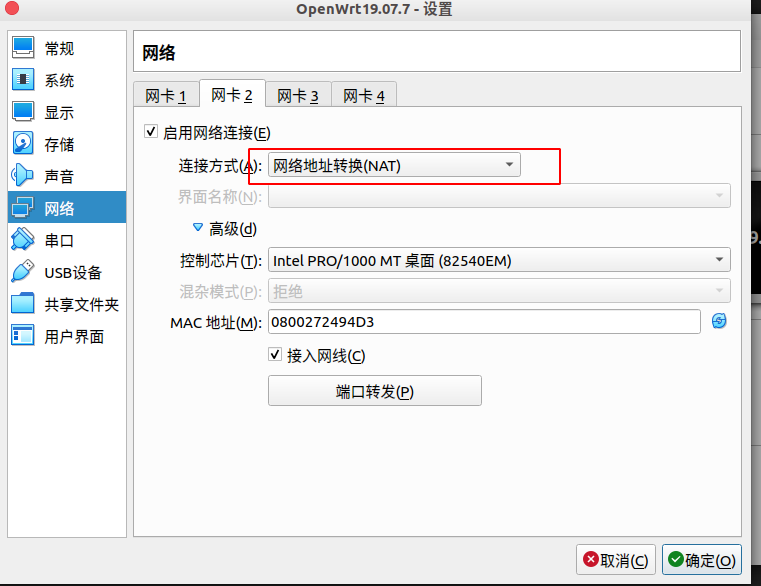 OpenWrt19.07.7 - 设置
常规
系统
显示
存储
声音
网络
串口
USB设备
共享文件夹
用户界面
网络
网卡 1
网卡 2
网卡 3
网卡 4
启用网络连接(E)
连接方式(A): 网络地址转换(NAT)
界面名称(N):
高级(d)
控制芯片(T): Intel PRO/1000 MT 桌面 (82540EM)
混杂模式(P): 拒绝
MAC 地址(M): 0800272494D3
接入网线(C)
端口转发(P)
取消(C)
确定(O)